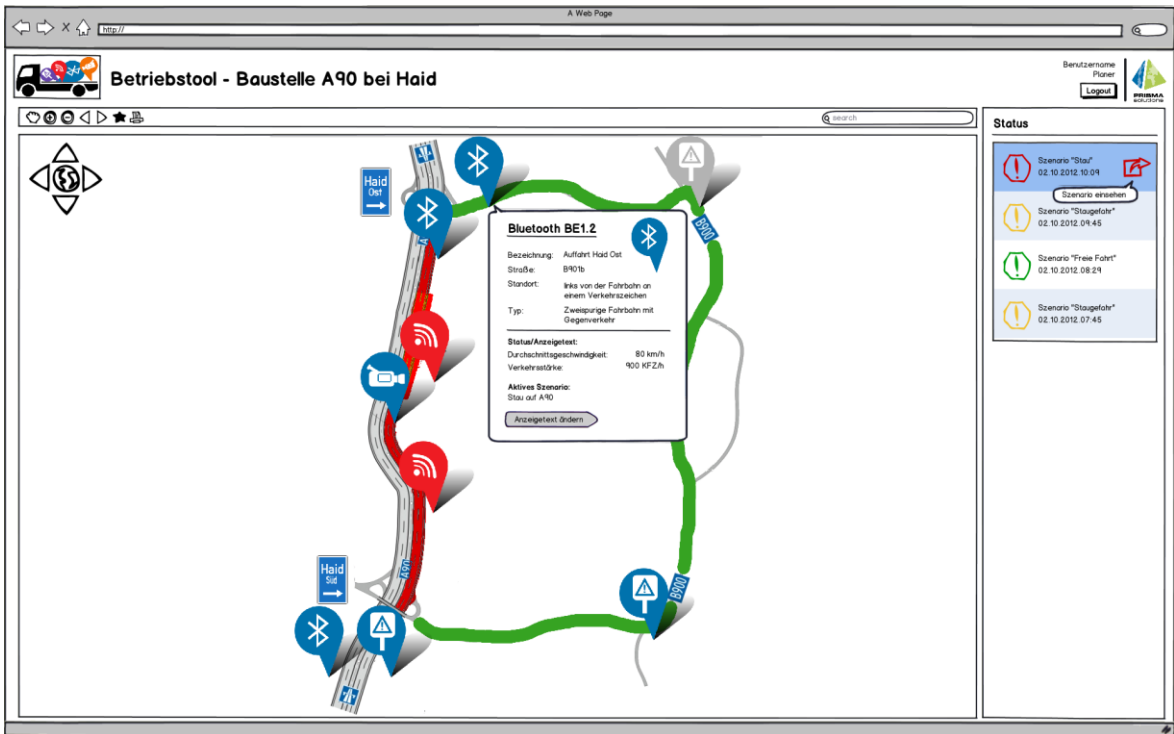 A Web Page
http://
Betriebstool - Baustelle A90 bei Haid
Benutzername
Planer
Logout
PRISMA
solutions
search
Status
Szenario "Stau"
02.10.2012 10:09
Szenario einsehen
Szenario "Staugefahr"
02.10.2012 09:45
Szenario "Freie Fahrt"
02.10.2012 08:29
Szenario "Staugefahr"
02.10.2012 07:45
Haid
Ost
B900
Bluetooth BE1.2
Bezeichnung: Auffahrt Haid Ost
Straße: B901b
Standort: links von der Fahrbahn an
einem Verkehrszeichen
Typ: Zweispurige Fahrbahn mit
Gegenverkehr
Status/Anzeigetext:
Durchschnittsgeschwindigkeit: 80 km/h
Verkehrsstärke: 900 KFZ/h
Aktives Szenario:
Stau auf A90
Anzeigetext ändern
A90
Haid
Süd
B900